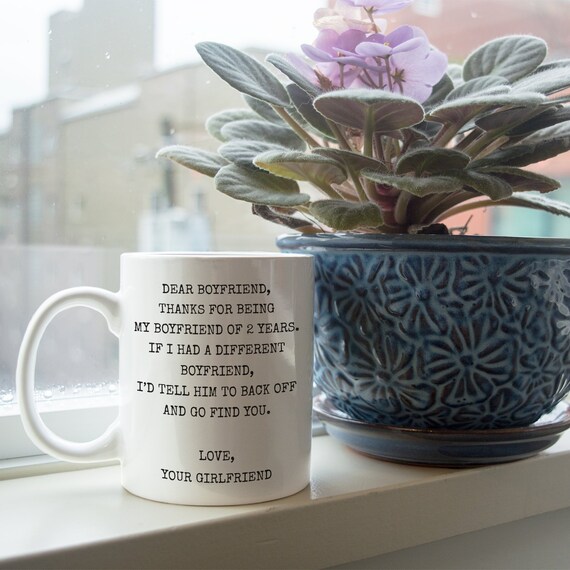 DEAR BOYFRIEND,
THANKS FOR BEING
MY BOYFRIEND OF 2 YEARS.
IF I HAD A DIFFERENT
BOYFRIEND,
I'D TELL HIM TO BACK OFF
AND GO FIND YOU.
LOVE,
YOUR GIRLFRIEND